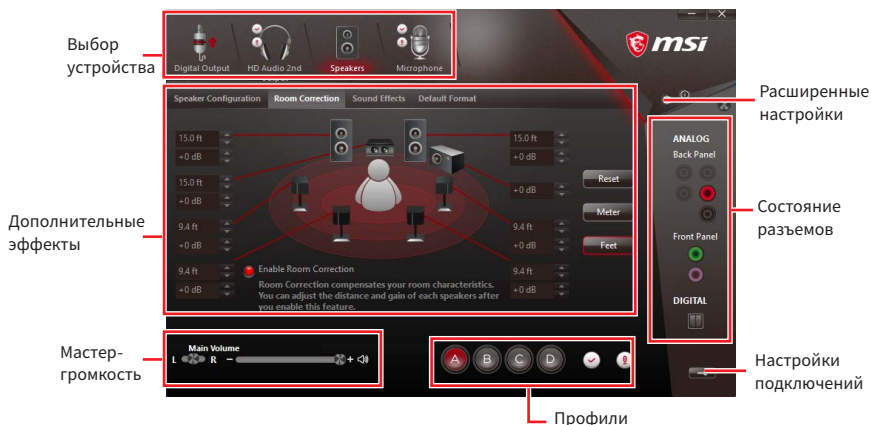 Выбор
устройства
Digital Output
HD Audio 2nd
Speakers
Microphone
msi
Расширенные
настройки
Speaker Configuration
Room Correction
Sound Effects
Default Format
15.0 ft
+0 dB
15.0 ft
+0 dB
9.4 ft
+0 dB
9.4 ft
+0 dB
15.0 ft
+0 dB
+0 dB
9.4 ft
+0 dB
9.4 ft
+0 dB
Reset
Meter
Feet
Enable Room Correction
Room Correction compensates your room characteristics.
You can adjust the distance and gain of each speakers after
you enable this feature.
Дополнительные
эффекты
ANALOG
Back Panel
Front Panel
DIGITAL
Состояние
разъемов
Мастер-
громкость
Main Volume
L
R
-
+
A
B
C
D
Настройки
подключений
Профили